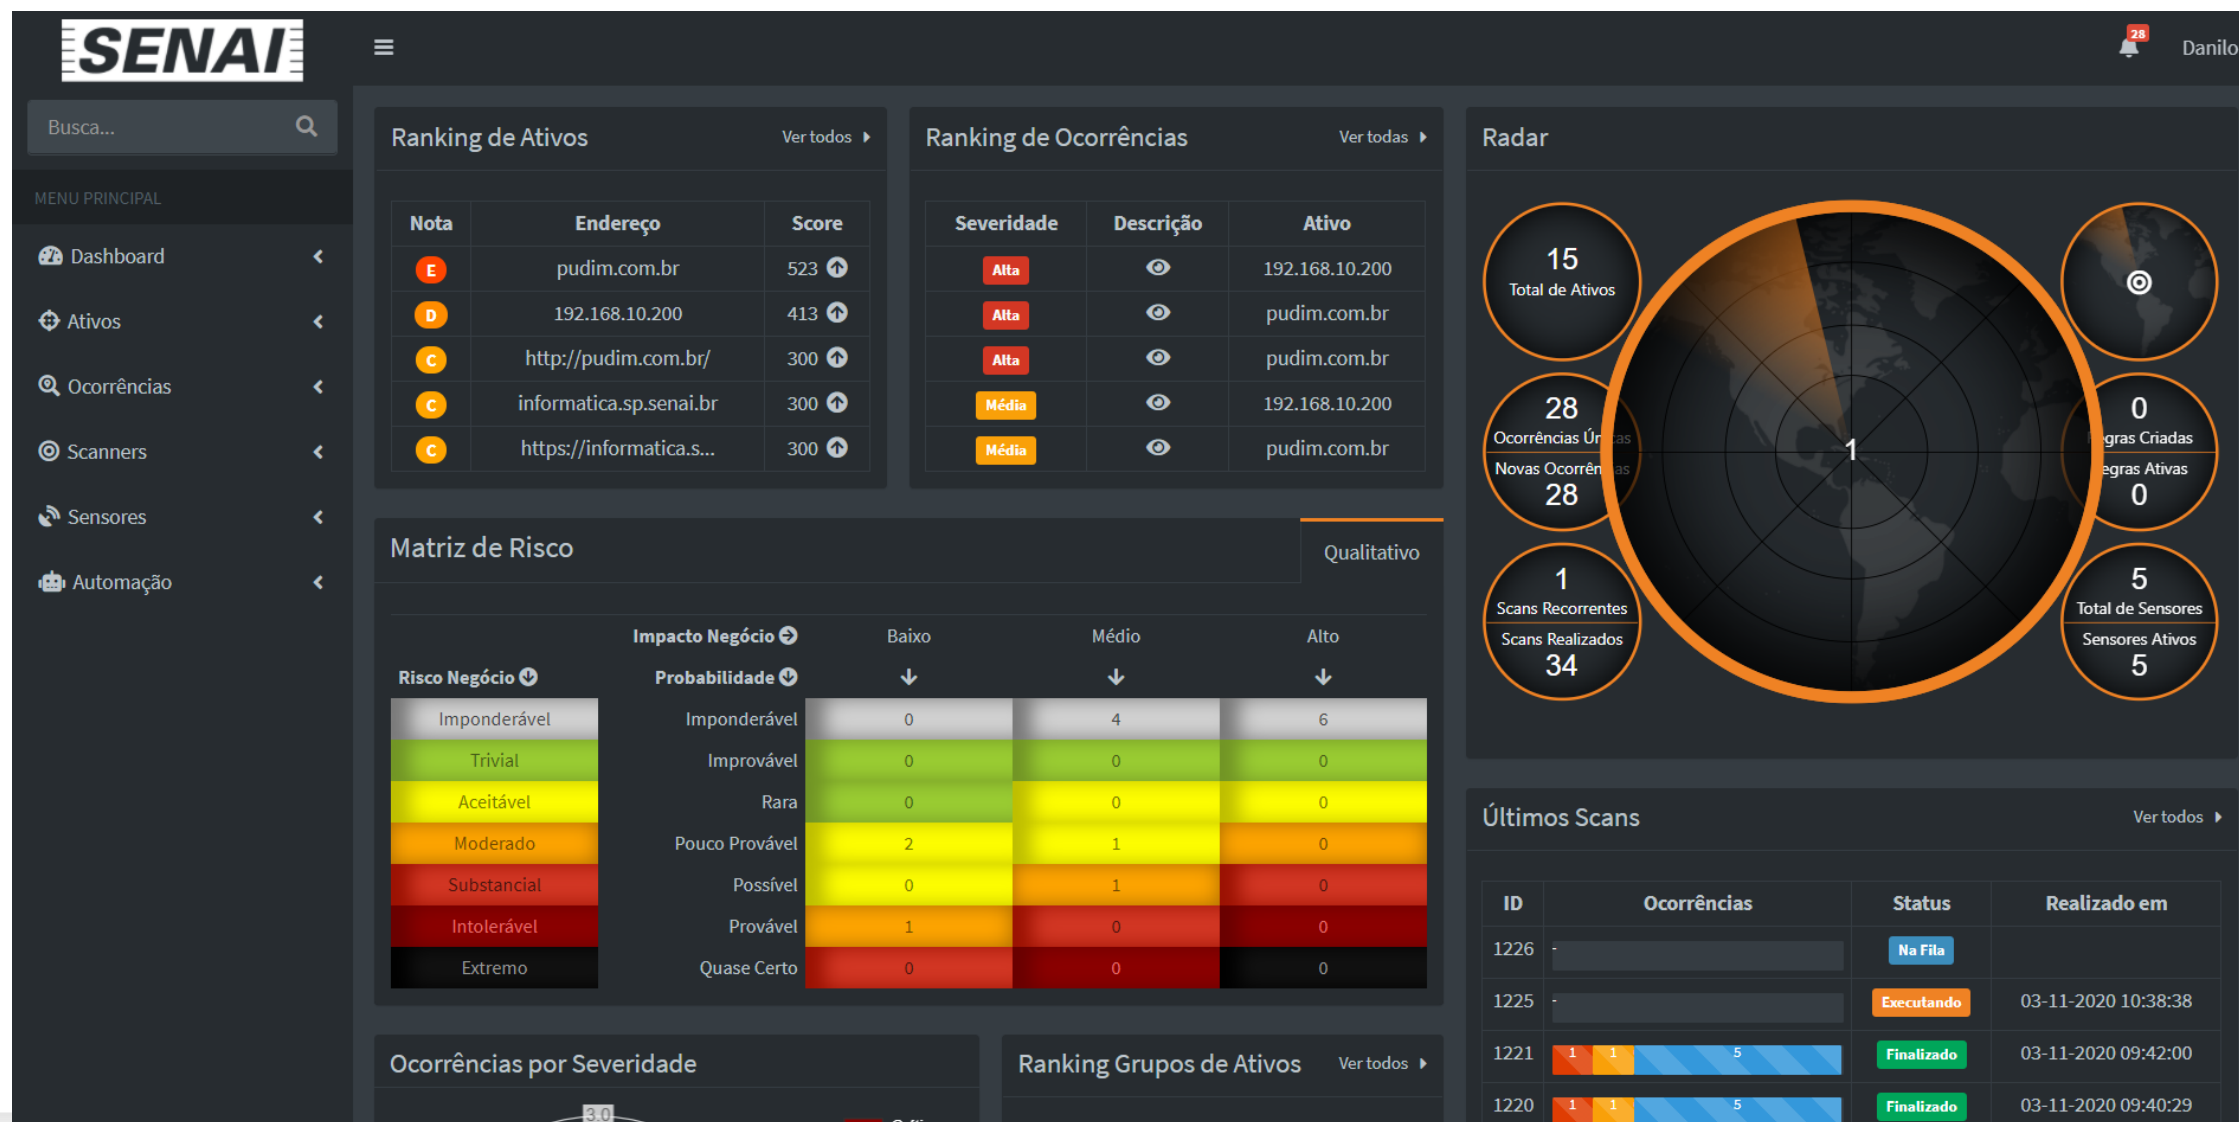 SENAI
28
Danilo
Busca...
MENU PRINCIPAL
Dashboard
Ativos
Ocorrências
Scanners
Sensores
Automação
Ranking de Ativos
Ver todos
Nota Endereço Score
E pudim.com.br 523
D 192.168.10.200 413
C http://pudim.com.br/ 300
C informatica.sp.senai.br 300
C https://informatica.s... 300
Ranking de Ocorrências
Ver todas
Severidade Descrição Ativo
Alta 192.168.10.200
Alta pudim.com.br
Alta pudim.com.br
Média 192.168.10.200
Média pudim.com.br
Matriz de Risco
Qualitativo
Impacto Negócio Baixo Médio Alto
Risco Negócio Probabilidade
Imponderável Imponderável 0 4 6
Trivial Improvável 0 0 0
Aceitável Rara 0 0 0
Moderado Pouco Provável 2 1 0
Substancial Possível 0 1 0
Intolerável Provável 1 0 0
Extremo Quase Certo 0 0 0
Ocorrências por Severidade
3.0
Ranking Grupos de Ativos
Ver todos
Radar
15
Total de Ativos
28
Ocorrências Únicas
Novas Ocorrências
28
1
Scans Recorrentes
Scans Realizados
34
1
0
egras Criadas
egras Ativas
0
5
Total de Sensores
Sensores Ativos
5
Últimos Scans
Ver todos
ID Ocorrências Status Realizado em
1226 - Na Fila
1225 - Executando 03-11-2020 10:38:38
1221 1 1 5 Finalizado 03-11-2020 09:42:00
1220 1 1 5 Finalizado 03-11-2020 09:40:29